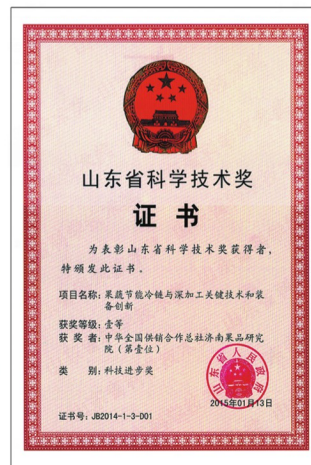 山东省科学技术奖
证书
为表彰山东省科学技术奖获得者，
特颁发此证书。
项目名称：果蔬节能冷链与深加工关键技术和装
备创新
获奖等级：壹等
获 奖 者：中华全国供销合作总社济南果品研究
院（第壹位）
类 别：科技进步奖
山东省人民政府
2015年01月13日
证书号：JB2014-1-3-D01